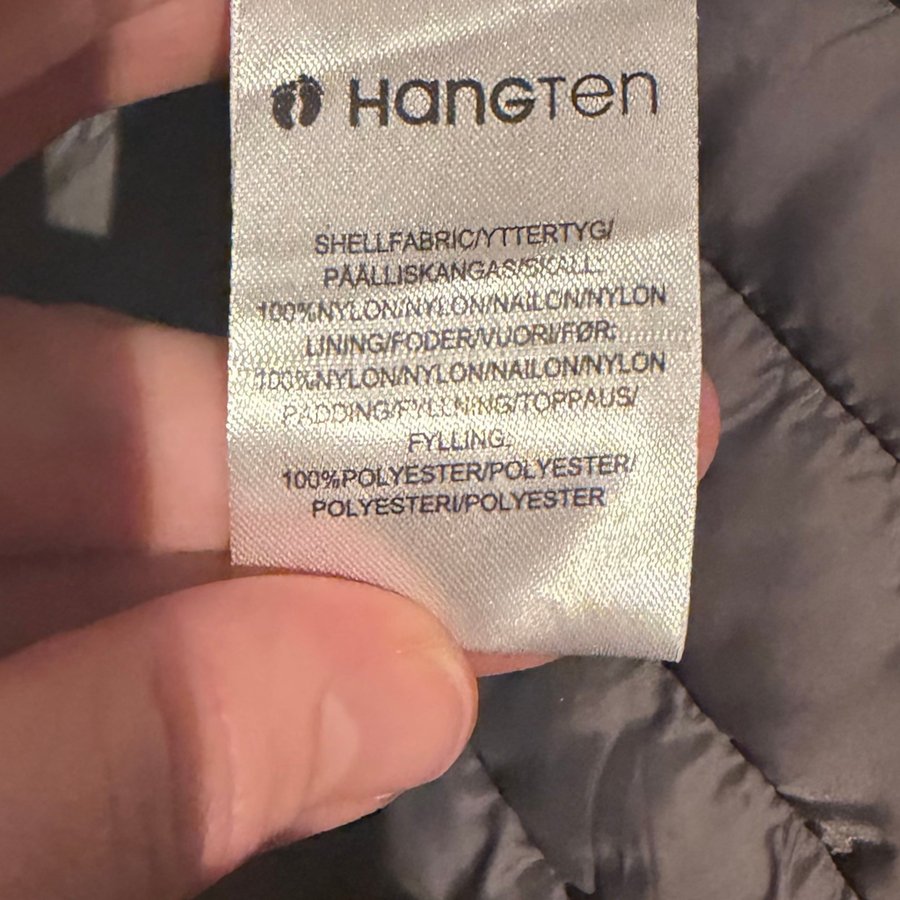 HANGTEN
SHELLFABRIC/YTTERTYG/
PÄÄLLISKANGAS/SKALL:
100%NYLON/NYLON/NAILON/NYLON
LINING/FODER/VUORI/FØR:
100%NYLON/NYLON/NAILON/NYLON
PADDING/FYLLNING/TOPPAUS/
FYLLING:
100%POLYESTER/POLYESTER/
POLYESTERI/POLYESTER